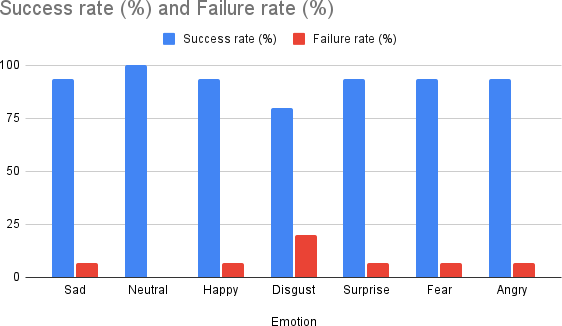 Success rate (%) and Failure rate (%)
Success rate (%) Failure rate (%)
100
75
50
25
0
Sad Neutral Happy Disgust Surprise Fear Angry
Emotion